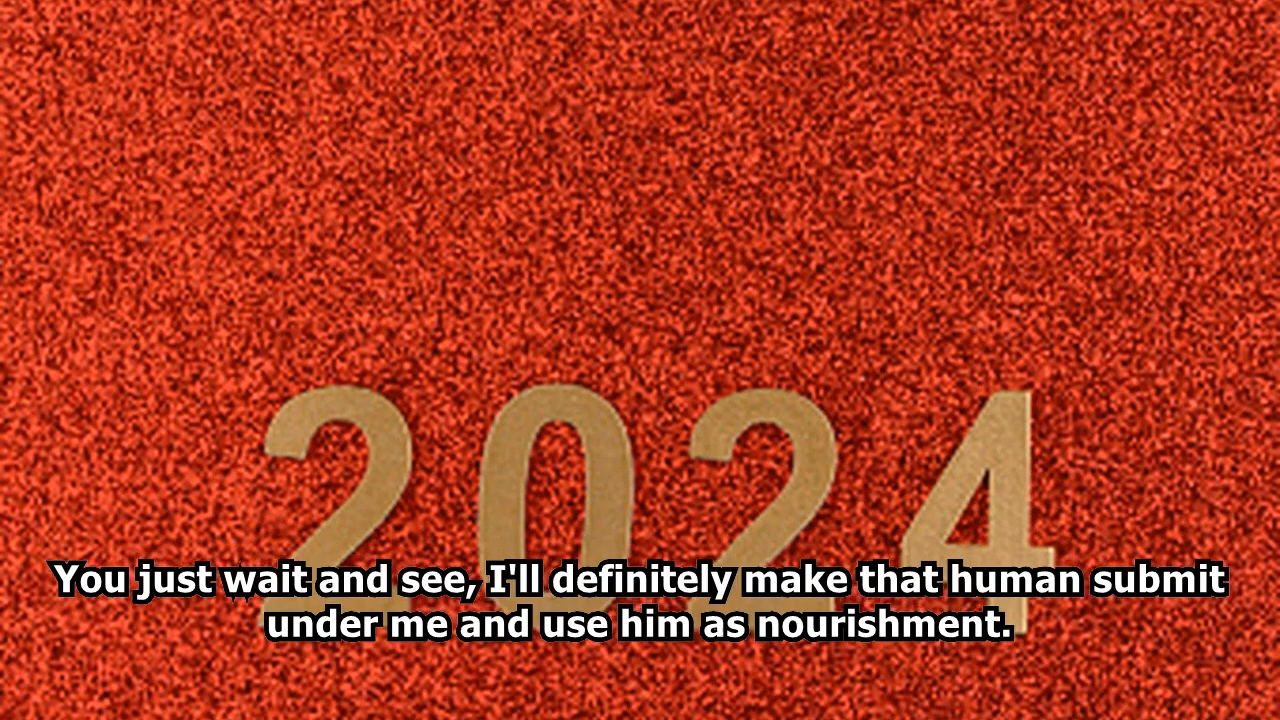 2024
You just wait and see, I'll definitely make that human submit
under me and use him as nourishment.